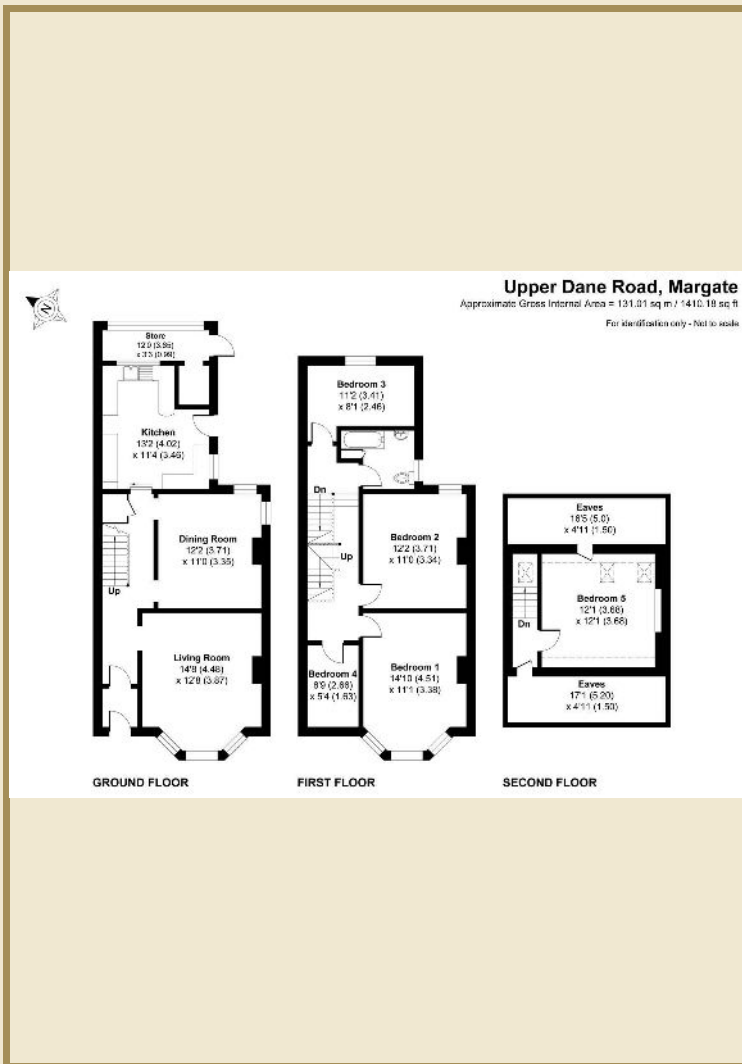 Upper Dane Road, Margate
Approximate Gross Internal Area = 131.01 sq m / 1410.18 sq ft
For identification only - Not to scale
N
Store
12'0 (3.65)
x 3'3 (0.99)
Kitchen
13'2 (4.02)
x 11'4 (3.46)
Dining Room
12'2 (3.71)
x 11'0 (3.35)
Up
Living Room
14'8 (4.48)
x 12'8 (3.87)
GROUND FLOOR
Bedroom 3
11'2 (3.41)
x 8'1 (2.46)
Dn
Bedroom 2
12'2 (3.71)
x 11'0 (3.34)
Up
Bedroom 4
8'9 (2.66)
x 5'4 (1.63)
Bedroom 1
14'10 (4.51)
x 11'1 (3.38)
FIRST FLOOR
Eaves
16'5 (5.0)
x 4'11 (1.50)
Bedroom 5
12'1 (3.68)
x 12'1 (3.68)
Dn
Eaves
17'1 (5.20)
x 4'11 (1.50)
SECOND FLOOR